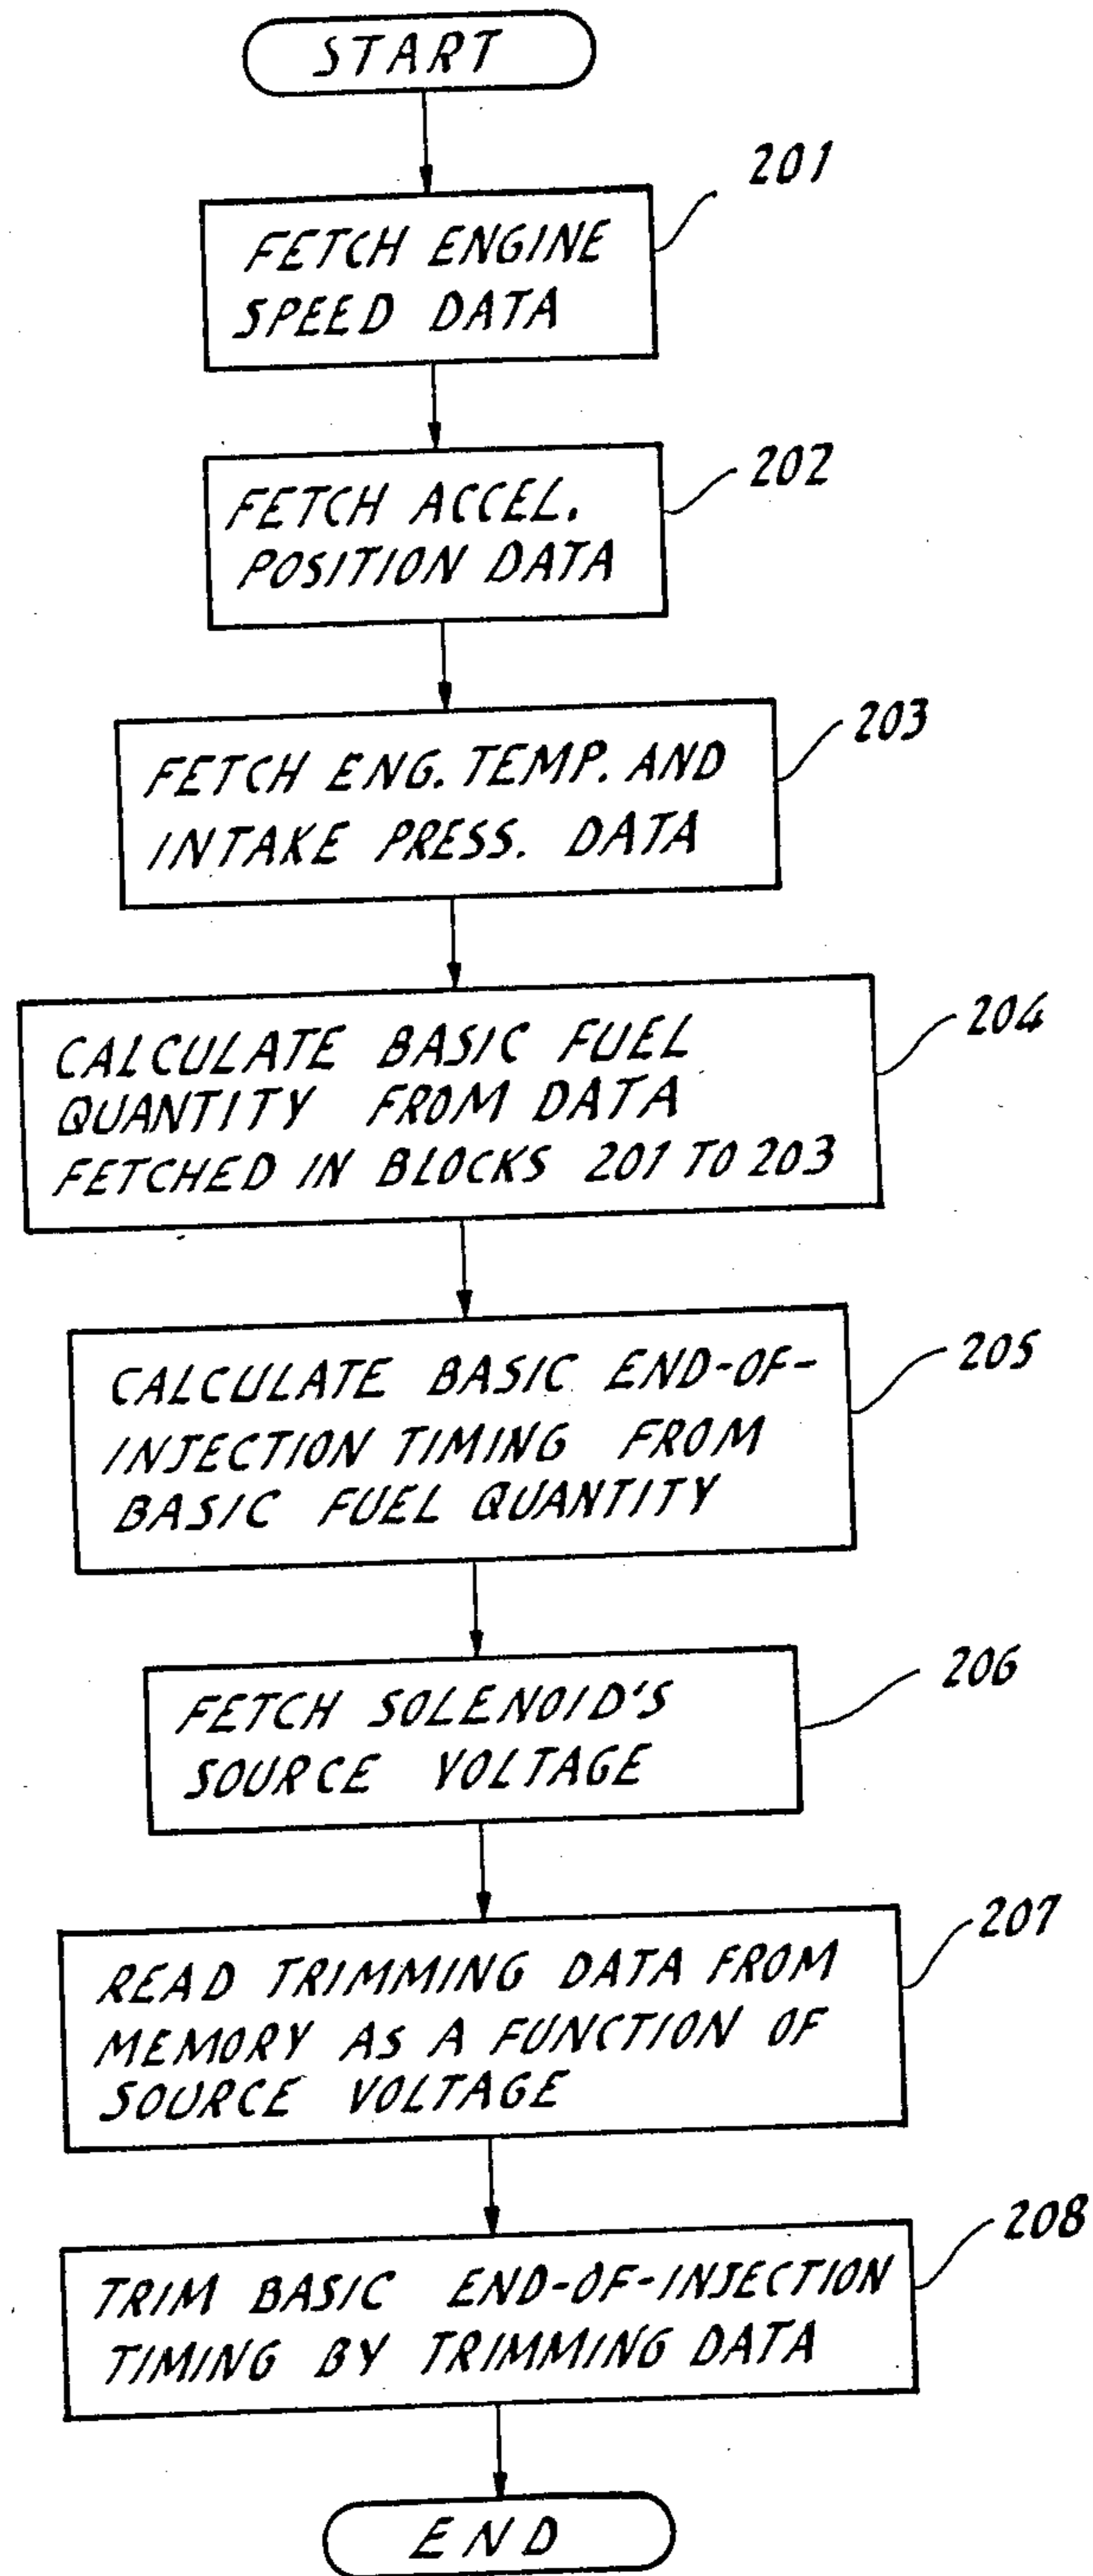 START
201
FETCH ENGINE
SPEED DATA
202
FETCH ACCEL.
POSITION DATA
203
FETCH ENG. TEMP. AND
INTAKE PRESS. DATA
204
CALCULATE BASIC FUEL
QUANTITY FROM DATA
FETCHED IN BLOCKS 201 TO 203
205
CALCULATE BASIC END-OF-
INJECTION TIMING FROM
BASIC FUEL QUANTITY
206
FETCH SOLENOID'S
SOURCE VOLTAGE
207
READ TRIMMING DATA FROM
MEMORY AS A FUNCTION OF
SOURCE VOLTAGE
208
TRIM BASIC END-OF-INJECTION
TIMING BY TRIMMING DATA
END